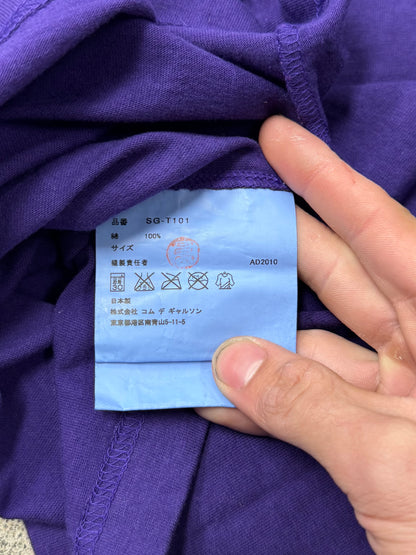 品番 SG-T101
綿 100%
サイズ
縫製責任者 AD2010
日本製
株式会社 コム デ ギャルソン
東京都港区南青山5-11-5